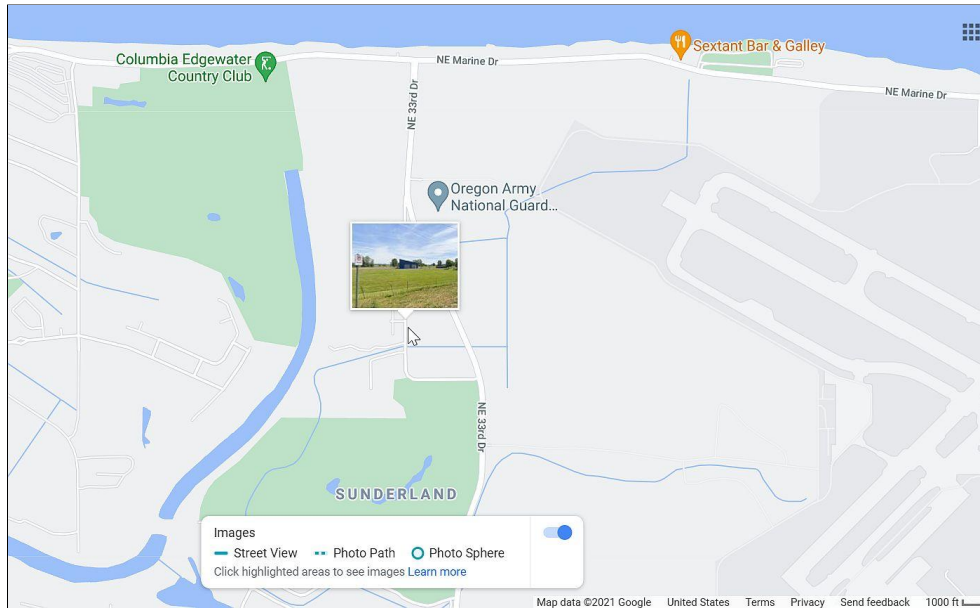 Columbia Edgewater
Country Club
NE Marine Dr
Sextant Bar & Galley
NE Marine Dr
NE 33rd Dr
Oregon Army
National Guard...
NE 33rd Dr
SUNDERLAND
Images
Street View
Photo Path
Photo Sphere
Click highlighted areas to see images Learn more
Map data ©2021 Google United States Terms Privacy Send feedback 1000 ft